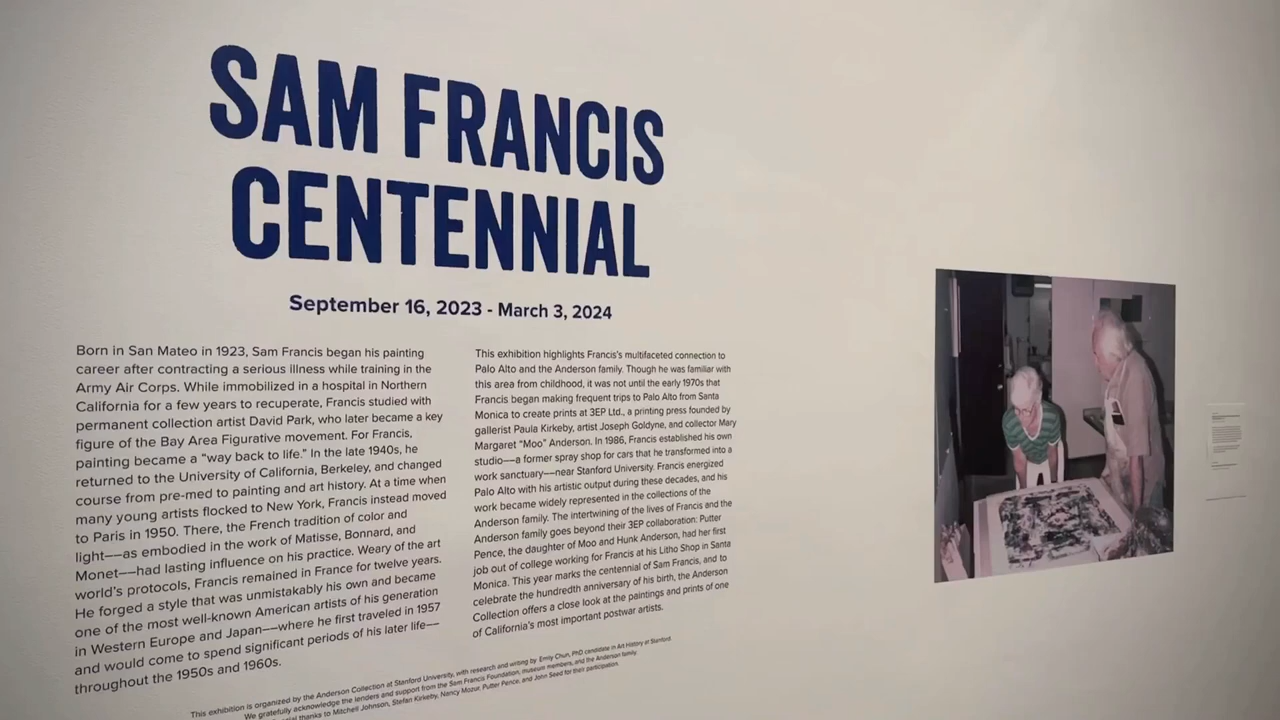 SAM FRANCIS
CENTENNIAL
September 16, 2023 - March 3, 2024
Born in San Mateo in 1923, Sam Francis began his painting
career after contracting a serious illness while training in the
Army Air Corps. While immobilized in a hospital in Northern
California for a few years to recuperate, Francis studied with
permanent collection artist David Park, who later became a key
figure of the Bay Area Figurative movement. For Francis,
painting became a “way back to life.” In the late 1940s, he
returned to the University of California, Berkeley, and changed
course from pre-med to painting and art history. At a time when
many young artists flocked to New York, Francis instead moved
to Paris in 1950. There, the French tradition of color and
light––as embodied in the work of Matisse, Bonnard, and
Monet––had lasting influence on his practice. Weary of the art
world's protocols, Francis remained in France for twelve years.
He forged a style that was unmistakably his own and became
one of the most well-known American artists of his generation
in Western Europe and Japan––where he first traveled in 1957
and would come to spend significant periods of his later life––
throughout the 1950s and 1960s.
This exhibition highlights Francis's multifaceted connection to
Palo Alto and the Anderson family. Though he was familiar with
this area from childhood, it was not until the early 1970s that
Francis began making frequent trips to Palo Alto from Santa
Monica to create prints at 3EP Ltd., a printing press founded by
gallerist Paula Kirkeby, artist Joseph Goldyne, and collector Mary
Margaret “Moo” Anderson. In 1986, Francis established his own
studio––a former spray shop for cars that he transformed into a
work sanctuary––near Stanford University. Francis energized
Palo Alto with his artistic output during these decades, and his
work became widely represented in the collections of the
Anderson family. The intertwining of the lives of Francis and the
Anderson family goes beyond their 3EP collaboration: Putter
Pence, the daughter of Moo and Hunk Anderson, had her first
job out of college working for Francis at his Litho Shop in Santa
Monica. This year marks the centennial of Sam Francis, and to
celebrate the hundredth anniversary of his birth, the Anderson
Collection offers a close look at the paintings and prints of one
of California's most important postwar artists.
This exhibition is organized by the Anderson Collection at Stanford University, with research and writing by Emily Chun, PhD candidate in Art History at Stanford.
We gratefully acknowledge the lenders and support from the Sam Francis Foundation, museum members, and the Anderson family.
thanks to Mitchell Johnson, Stefan Kirkeby, Nancy Mozur, Putter Pence, and John Seed for their participation.